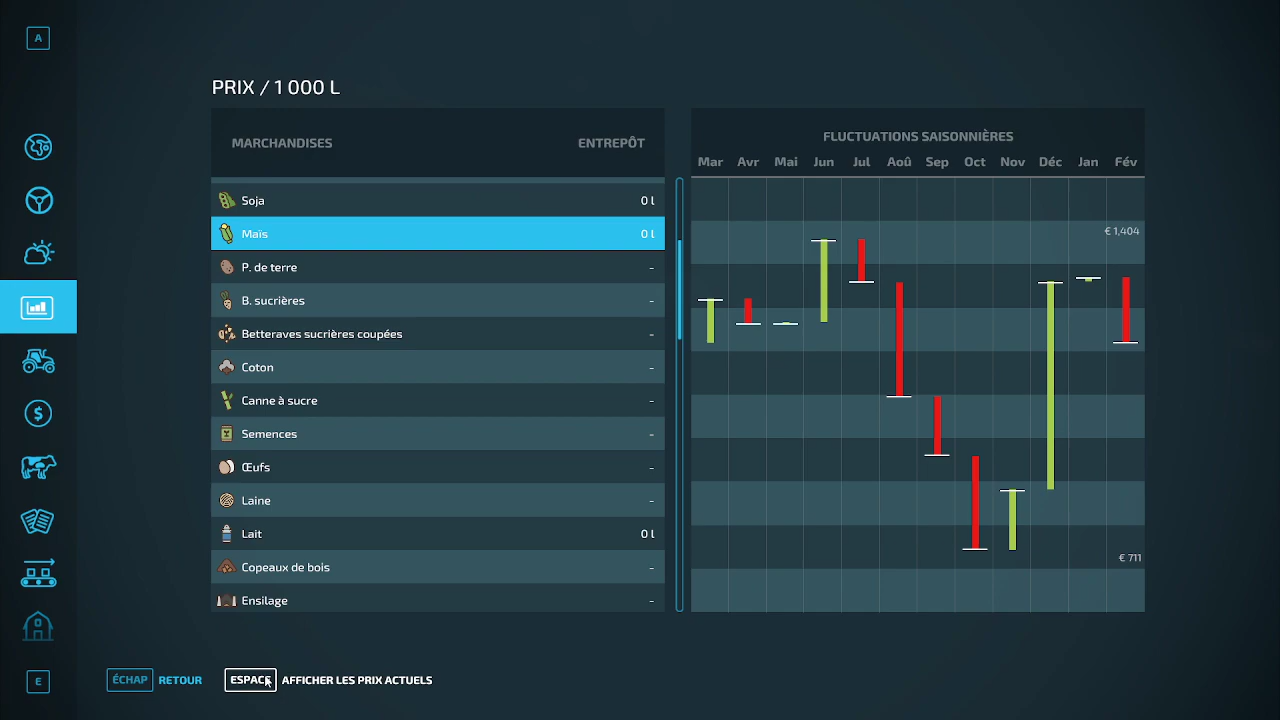 A
PRIX / 1 000 L
MARCHANDISES ENTREPÔT
Soja 0 l
Maïs 0 l
P. de terre -
B. sucrières -
Betteraves sucrières coupées -
Coton -
Canne à sucre -
Semences -
Œufs -
Laine -
Lait 0 l
Copeaux de bois -
Ensilage -
FLUCTUATIONS SAISONNIÈRES
Mar Avr Mai Jun Jul Aoû Sep Oct Nov Déc Jan Fév
€ 1,404
€ 711
E
ÉCHAP RETOUR ESPACE AFFICHER LES PRIX ACTUELS